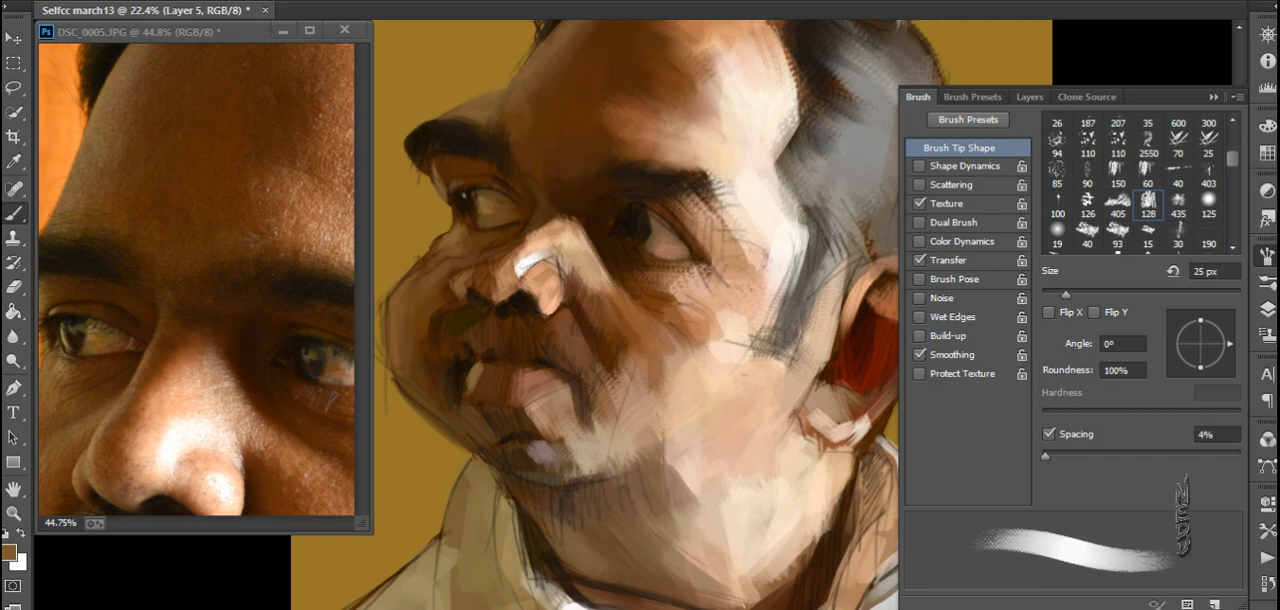 Selfcc march13 @ 22.4% (Layer 5, RGB/8) * ×
Ps DSC_0005.JPG @ 44.8% (RGB/8) *
44.75%
Brush Brush Presets Layers Clone Source
Brush Presets
Brush Tip Shape
Shape Dynamics
Scattering
Texture
Dual Brush
Color Dynamics
Transfer
Brush Pose
Noise
Wet Edges
Build-up
Smoothing
Protect Texture
26 187 207 35 600 300
94 110 110 2550 70 25
85 90 150 60 40 403
100 126 405 128 435 125
19 40 93 15 30 190
Size 25 px
Flip X Flip Y
Angle: 0°
Roundness: 100%
Hardness
Spacing 4%